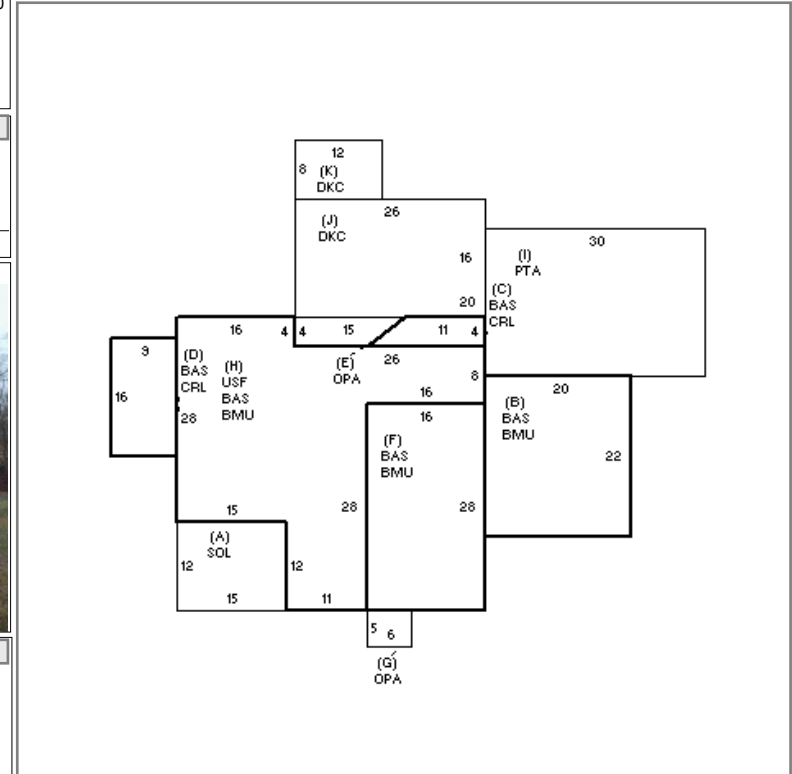 12
8 (K)
DKC
26
(J)
DKC
16
20
30
(I)
PTA
(C)
BAS
CRL
16 4 4 15 11 4
9
16
(D)
BAS
CRL
28
(H)
USF
BAS
BMU
(E)
OPA
26
8
16
16
20
(B)
BAS
BMU
22
(F)
BAS
BMU
28 28
15
(A)
SOL
12 12
15 11
5 6
(G)
OPA